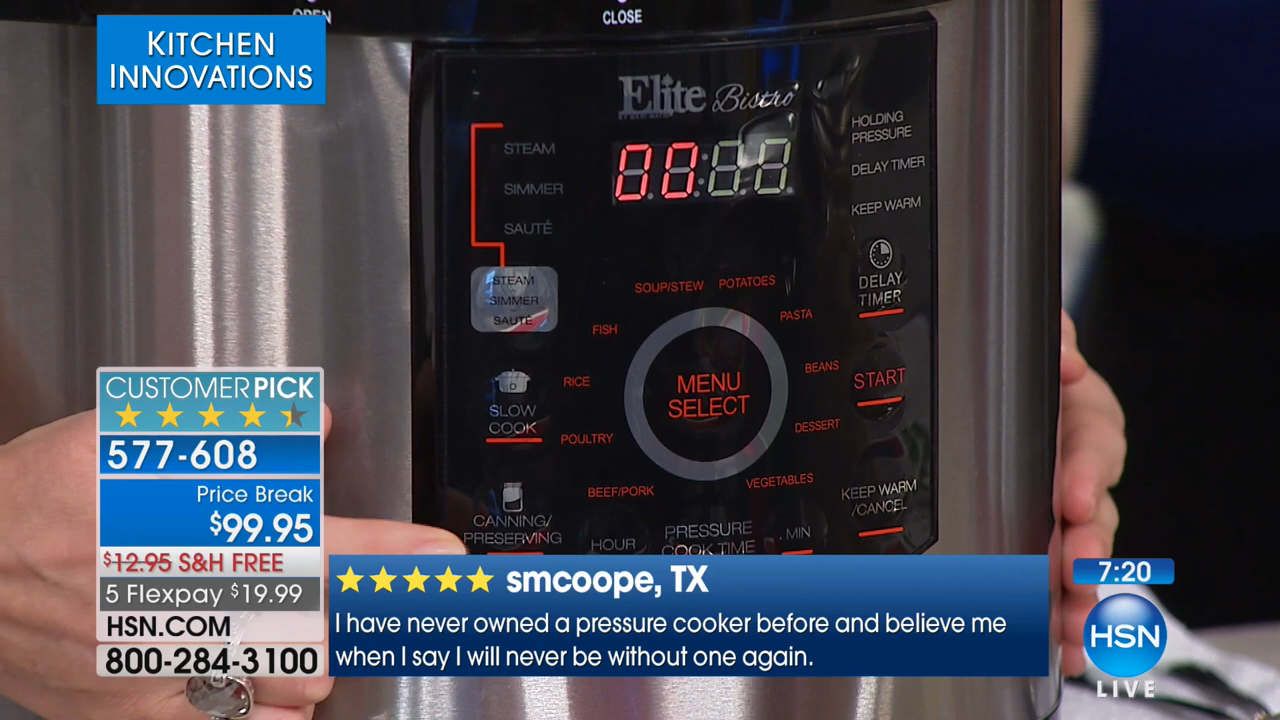 OPEN
CLOSE
KITCHEN
INNOVATIONS
Elite Bistro
STEAM
SIMMER
SAUTÉ
00:
HOLDING
PRESSURE
DELAY TIMER
KEEP WARM
STEAM
SIMMER
SAUTÉ
DELAY
TIMER
SOUP/STEW
POTATOES
FISH
PASTA
RICE
BEANS
POULTRY
DESSERT
BEEF/PORK
VEGETABLES
MENU
SELECT
START
SLOW
COOK
KEEP WARM
/CANCEL
CANNING/
PRESERVING
HOUR
PRESSURE
COOK TIME
MIN
CUSTOMER PICK
577-608
Price Break
$99.95
$12.95 S&H FREE
5 Flexpay $19.99
HSN.COM
800-284-3100
smcoope, TX
I have never owned a pressure cooker before and believe me
when I say I will never be without one again.
7:20
HSN
LIVE